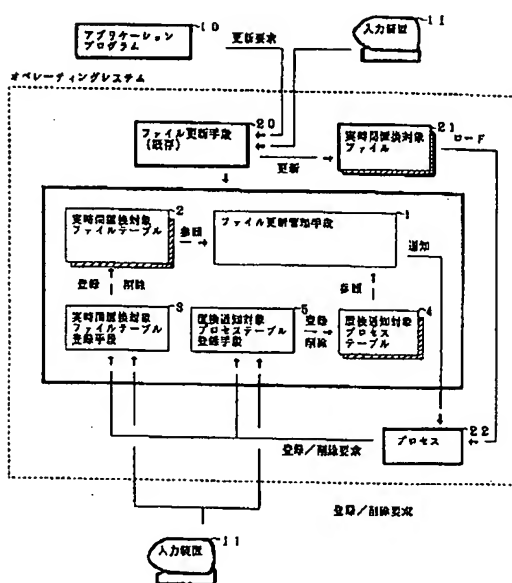 10
アプリケーション
プログラム
更新要求
11
入力装置
オペレーティングシステム
20
ファイル更新手段
(既存)
更新
21
実時間置換対象
ファイル
ロード
2
実時間置換対象
ファイルテーブル
参照
1
ファイル更新通知手段
通知
登録
削除
参照
3
実時間置換対象
ファイルテーブル
登録手段
5
置換通知対象
プロセステーブル
登録手段
登録
削除
4
置換通知対象
プロセス
テーブル
22
プロセス
登録/削除要求
登録/削除要求
入力装置
11